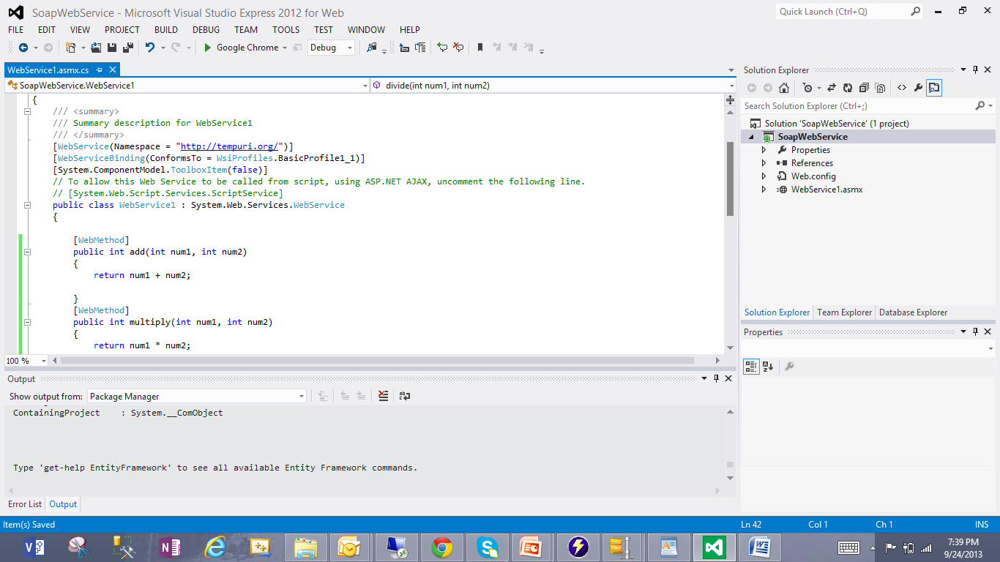 SoapWebService - Microsoft Visual Studio Express 2012 for Web
Quick Launch (Ctrl+Q)
FILE EDIT VIEW PROJECT BUILD DEBUG TEAM TOOLS TEST WINDOW HELP
Google Chrome Debug
WebService1.asmx.cs
SoapWebService.WebService1 divide(int num1, int num2)
{
/// <summary>
/// Summary description for WebService1
/// </summary>
[WebService(Namespace = "http://tempuri.org/")]
[WebServiceBinding(ConformsTo = WsiProfiles.BasicProfile1_1)]
[System.ComponentModel.ToolboxItem(false)]
// To allow this Web Service to be called from script, using ASP.NET AJAX, uncomment the following line.
// [System.Web.Script.Services.ScriptService]
public class WebService1 : System.Web.Services.WebService
{
[WebMethod]
public int add(int num1, int num2)
{
return num1 + num2;
}
[WebMethod]
public int multiply(int num1, int num2)
{
return num1 * num2;
100 %
Output
Show output from: Package Manager
ContainingProject : System.__ComObject
Type 'get-help EntityFramework' to see all available Entity Framework commands.
Error List Output
Solution Explorer
Search Solution Explorer (Ctrl+;)
Solution 'SoapWebService' (1 project)
SoapWebService
Properties
References
Web.config
WebService1.asmx
Solution Explorer Team Explorer Database Explorer
Properties
Item(s) Saved Ln 42 Col 1 Ch 1 INS
7:39 PM
9/24/2013